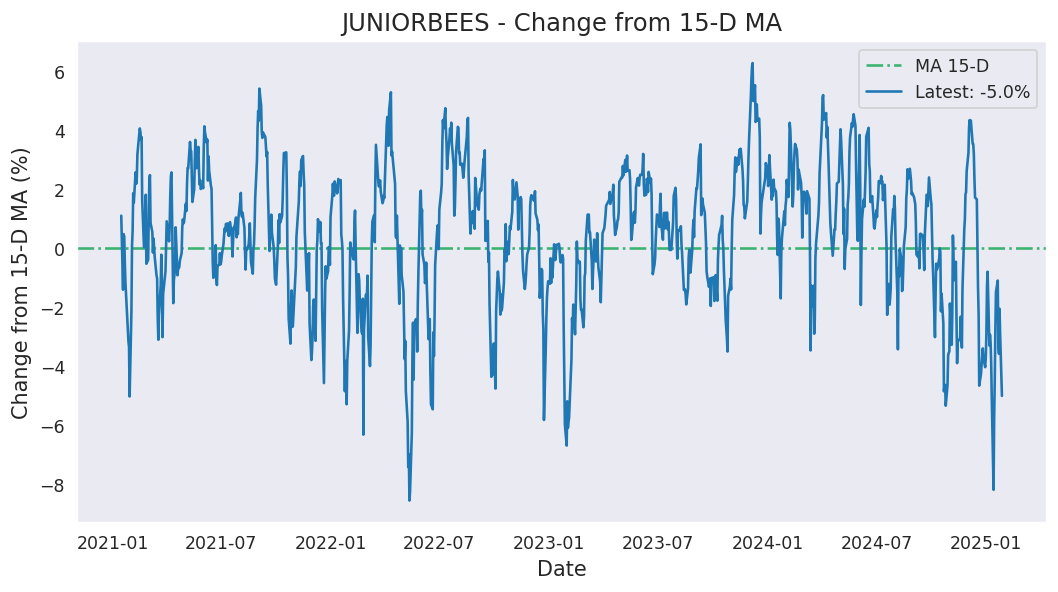 JUNIORBEES - Change from 15-D MA
MA 15-D
Latest: -5.0%
Change from 15-D MA (%)
6
4
2
0
−2
−4
−6
−8
2021-01 2021-07 2022-01 2022-07 2023-01 2023-07 2024-01 2024-07 2025-01
Date